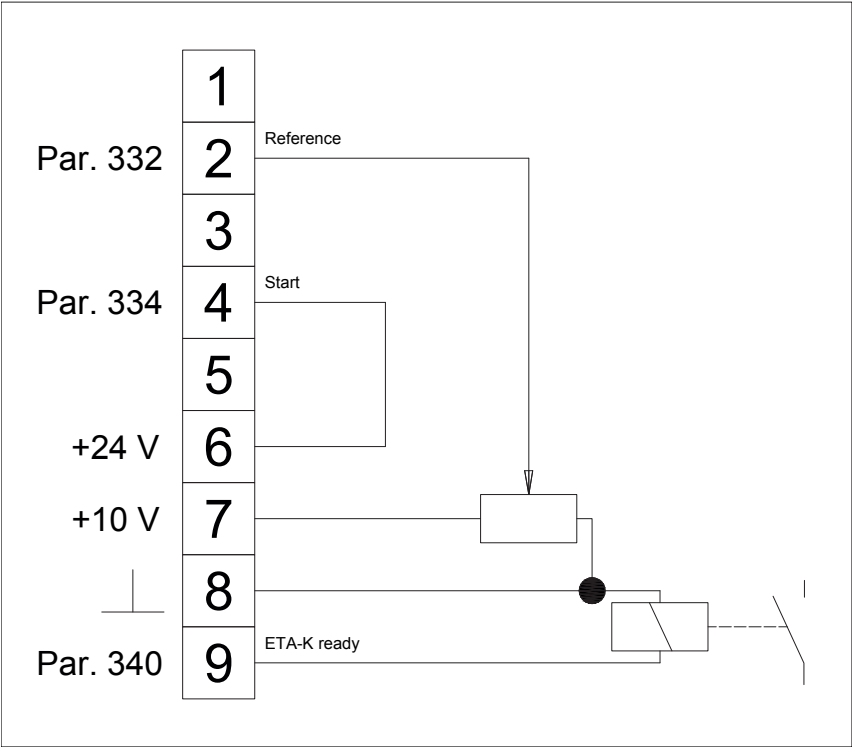 1
Par. 332 2 Reference
3
Par. 334 4 Start
5
+24 V 6
+10 V 7
8
Par. 340 9 ETA-K ready